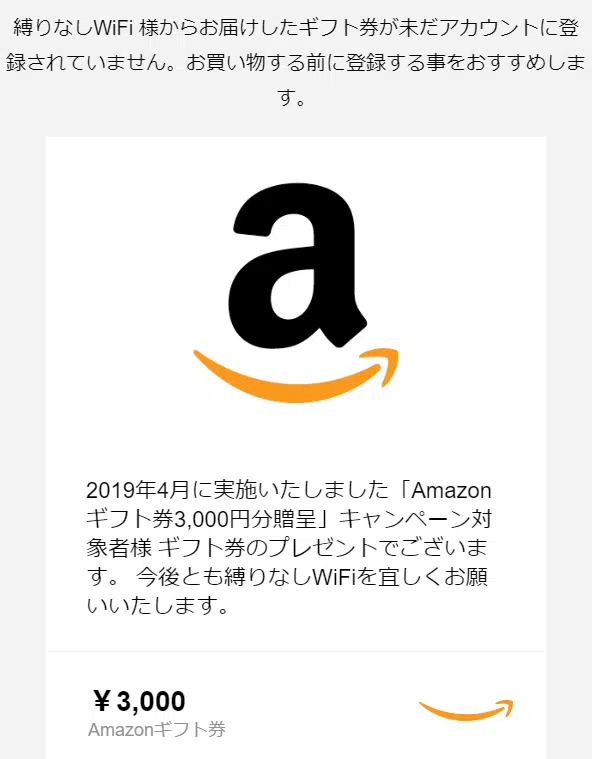 縛りなしWiFi 様からお届けしたギフト券が未だアカウントに登
録されていません。お買い物する前に登録する事をおすすめしま
す。
a
2019年4月に実施いたしました「Amazon
ギフト券3,000円分贈呈」キャンペーン対
象者様 ギフト券のプレゼントでございま
す。 今後とも縛りなしWiFiを宜しくお願
いいたします。
￥3,000
Amazonギフト券